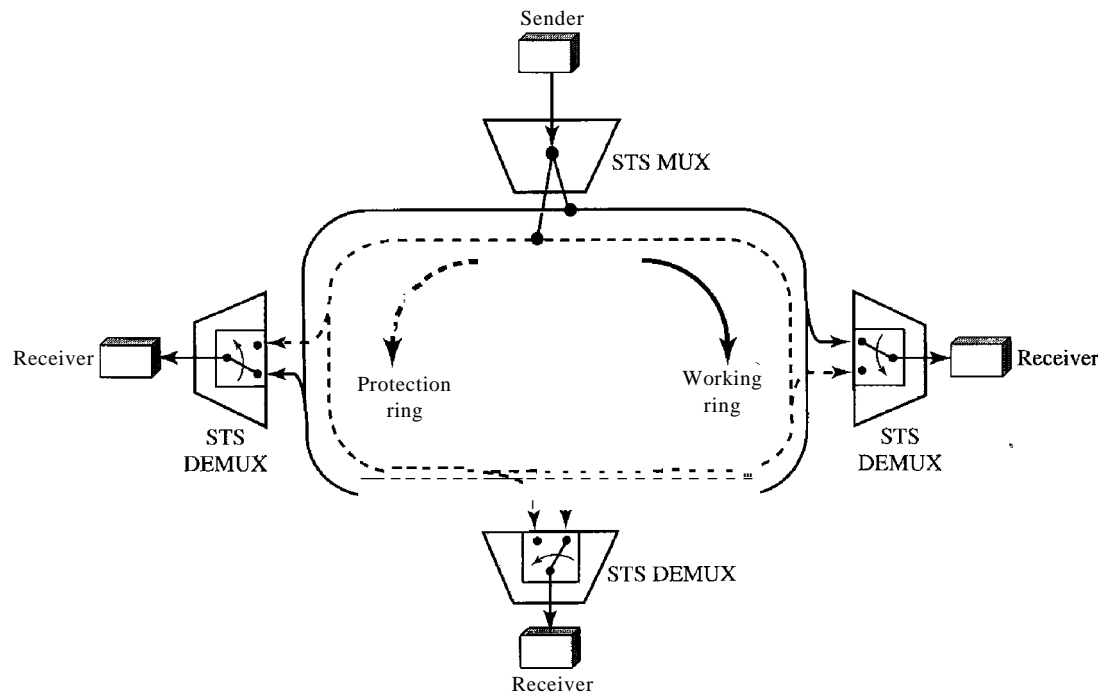 Sender
STS MUX
Receiver
Protection
ring
Working
ring
Receiver
STS
DEMUX
STS
DEMUX
STS DEMUX
Receiver